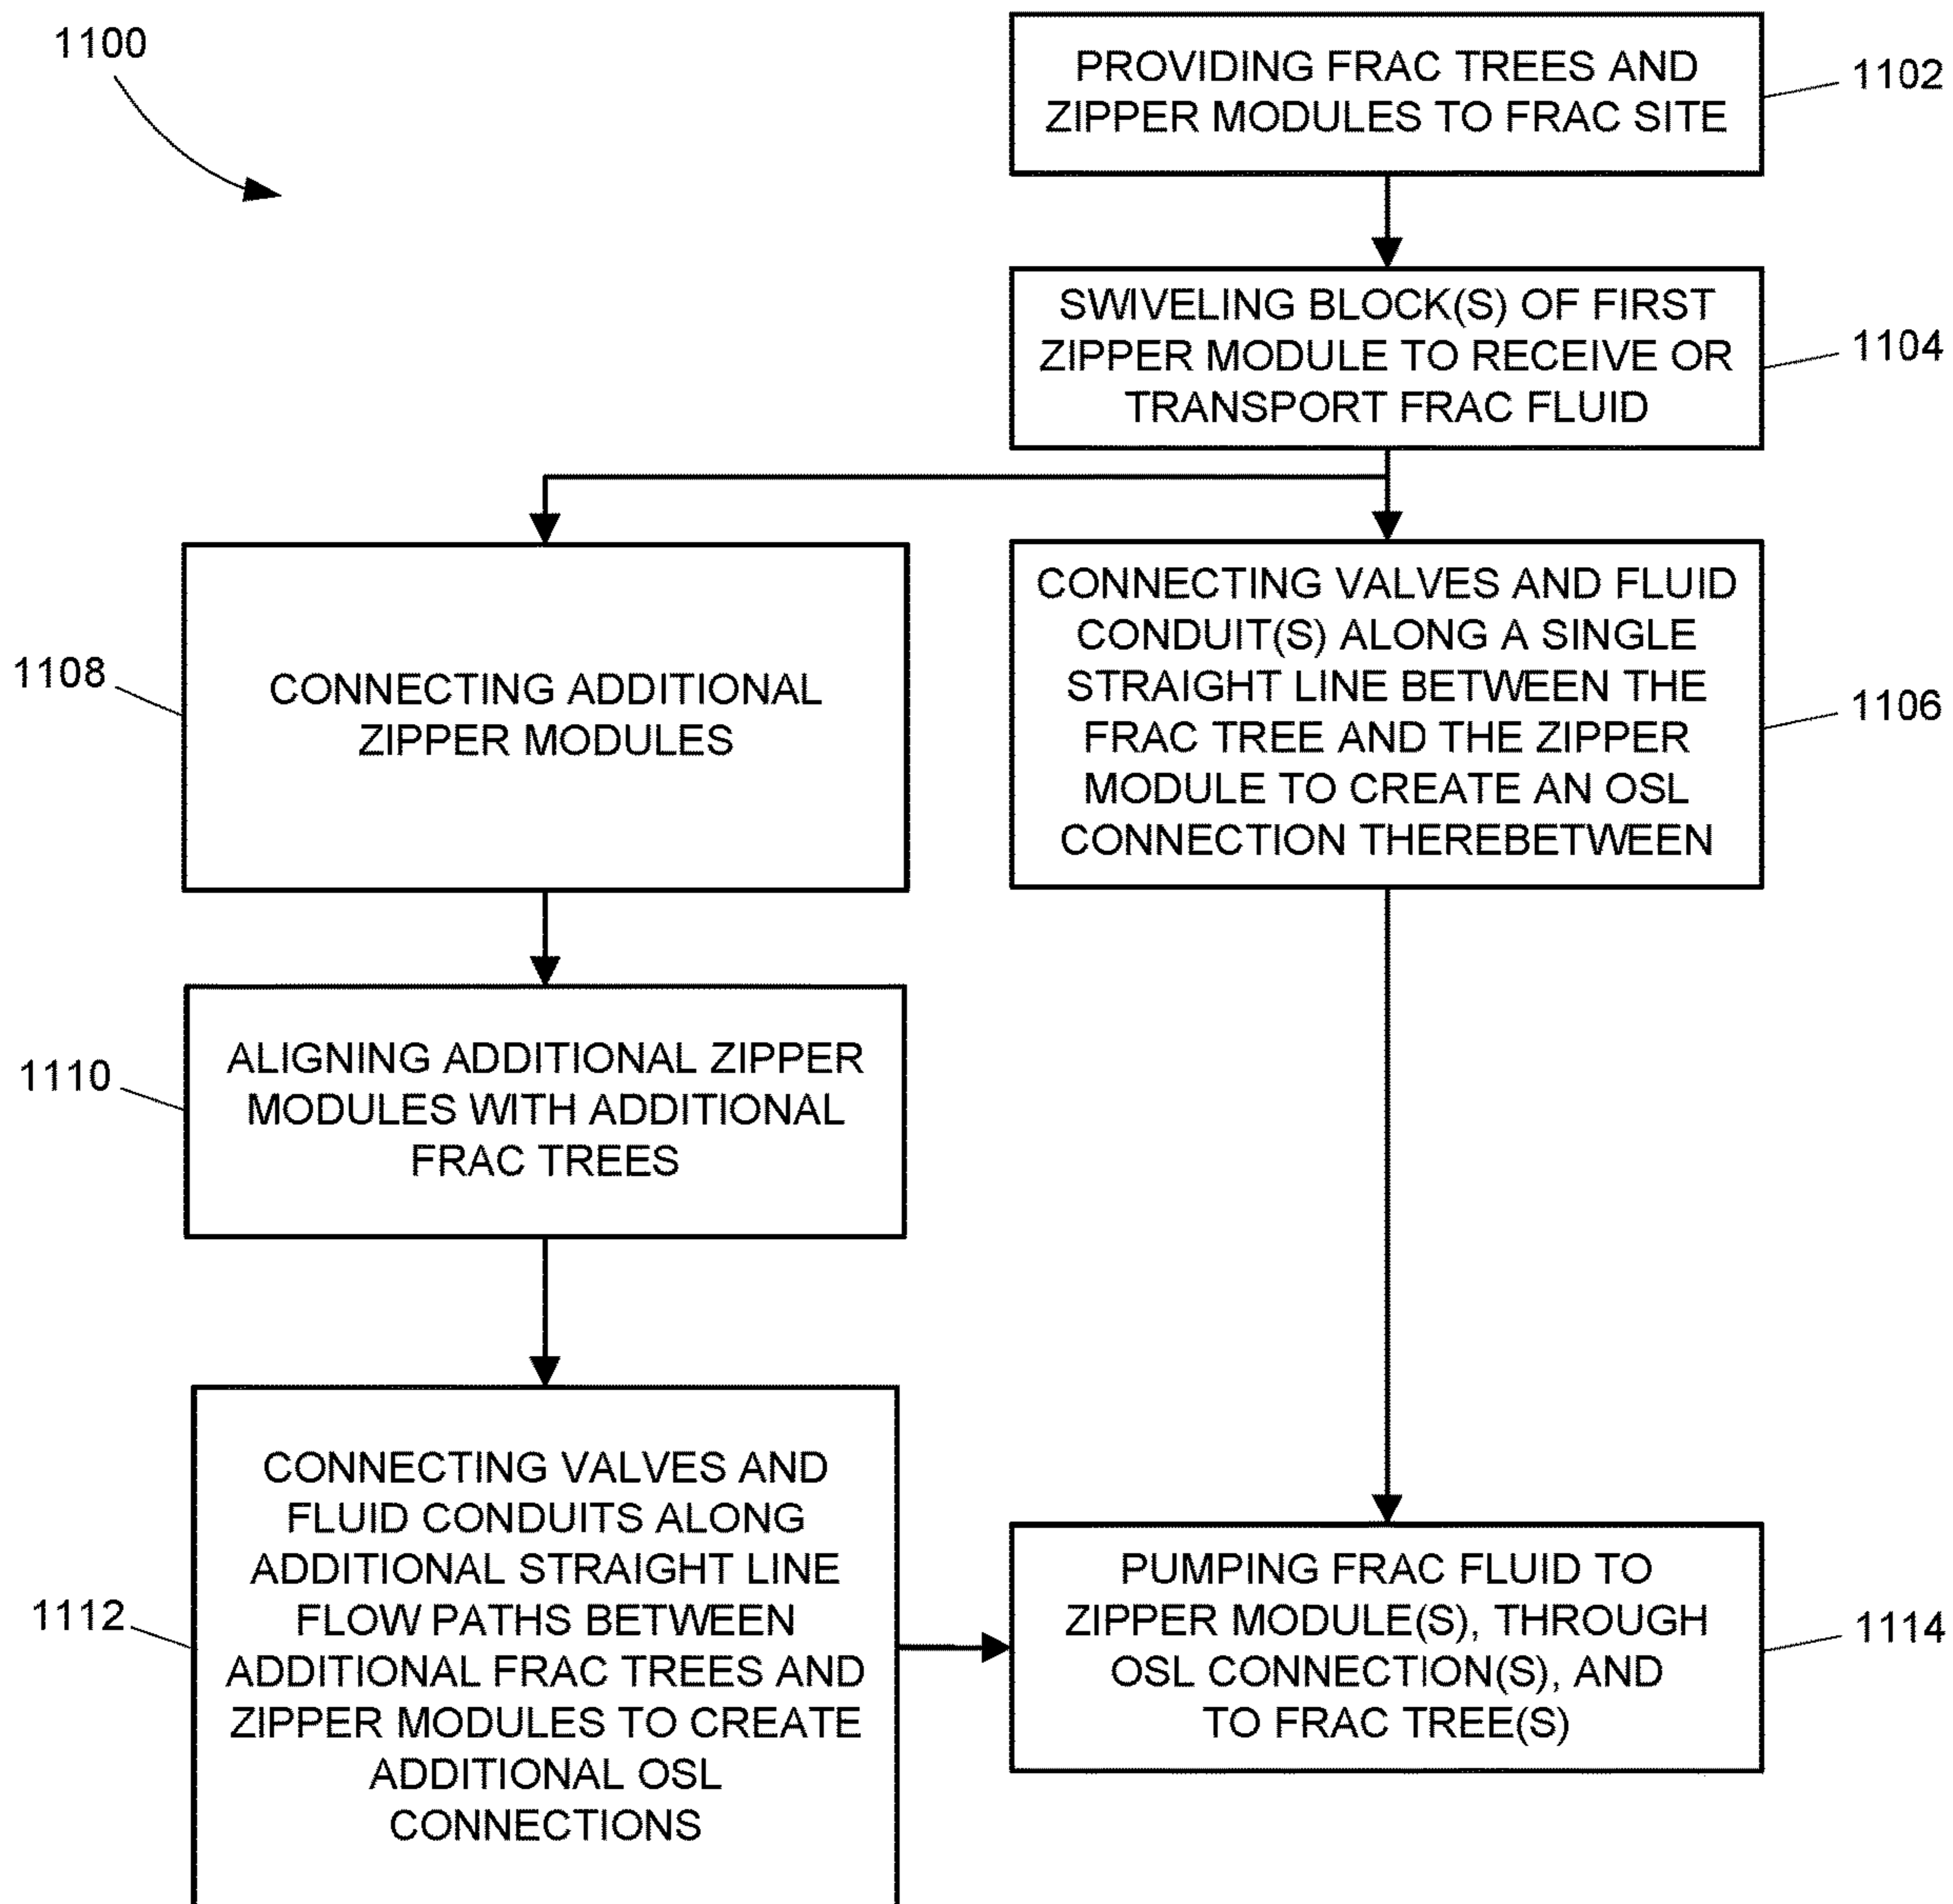 1100
PROVIDING FRAC TREES AND
ZIPPER MODULES TO FRAC SITE
1102
SWIVELING BLOCK(S) OF FIRST
ZIPPER MODULE TO RECEIVE OR
TRANSPORT FRAC FLUID
1104
CONNECTING VALVES AND FLUID
CONDUIT(S) ALONG A SINGLE
STRAIGHT LINE BETWEEN THE
FRAC TREE AND THE ZIPPER
MODULE TO CREATE AN OSL
CONNECTION THEREBETWEEN
1106
1108
CONNECTING ADDITIONAL
ZIPPER MODULES
1110
ALIGNING ADDITIONAL ZIPPER
MODULES WITH ADDITIONAL
FRAC TREES
1112
CONNECTING VALVES AND
FLUID CONDUITS ALONG
ADDITIONAL STRAIGHT LINE
FLOW PATHS BETWEEN
ADDITIONAL FRAC TREES AND
ZIPPER MODULES TO CREATE
ADDITIONAL OSL
CONNECTIONS
PUMPING FRAC FLUID TO
ZIPPER MODULE(S), THROUGH
OSL CONNECTION(S), AND
TO FRAC TREE(S)
1114